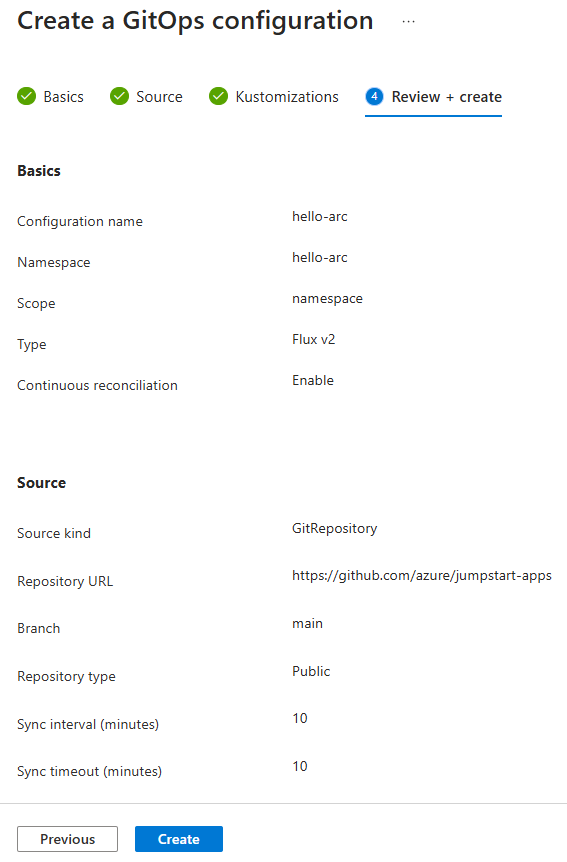 Create a GitOps configuration ...
Basics Source Kustomizations 4 Review + create
Basics
Configuration name hello-arc
Namespace hello-arc
Scope namespace
Type Flux v2
Continuous reconciliation Enable
Source
Source kind GitRepository
Repository URL https://github.com/azure/jumpstart-apps
Branch main
Repository type Public
Sync interval (minutes) 10
Sync timeout (minutes) 10
Previous Create